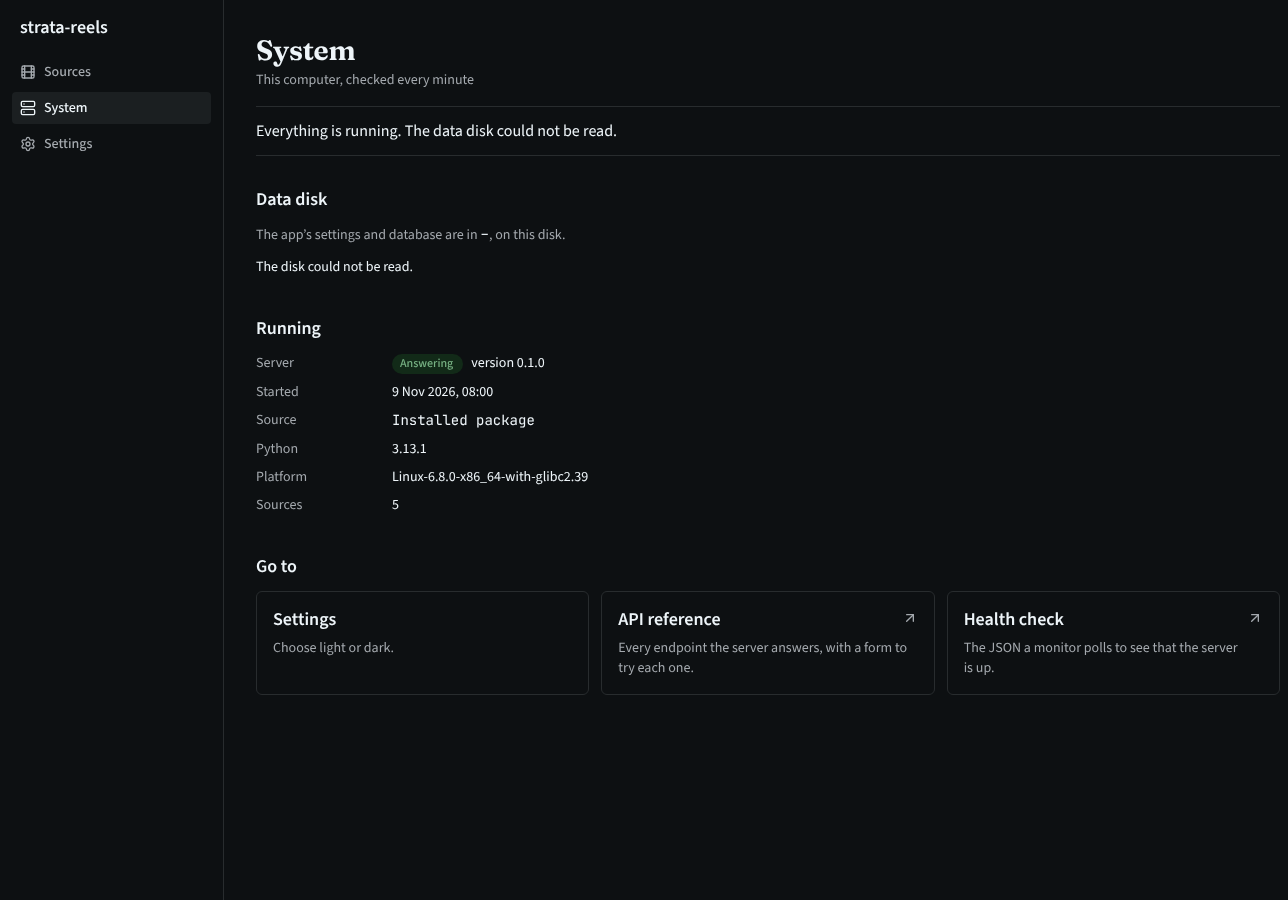 strata-reels
Sources
System
Settings
System
This computer, checked every minute
Everything is running. The data disk could not be read.
Data disk
The app’s settings and database are in –, on this disk.
The disk could not be read.
Running
Server Answering version 0.1.0
Started 9 Nov 2026, 08:00
Source Installed package
Python 3.13.1
Platform Linux-6.8.0-x86_64-with-glibc2.39
Sources 5
Go to
Settings
Choose light or dark.
API reference
Every endpoint the server answers, with a form to
try each one.
Health check
The JSON a monitor polls to see that the server
is up.